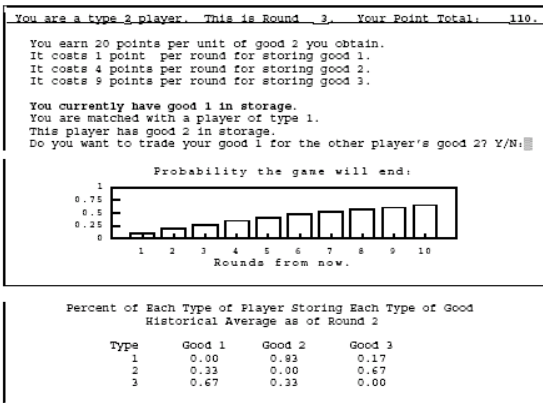 You are a type 2 player. This is Round 3. Your Point Total: 110.
You earn 20 points per unit of good 2 you obtain.
It costs 1 point per round for storing good 1.
It costs 4 points per round for storing good 2.
It costs 9 points per round for storing good 3.
You currently have good 1 in storage.
You are matched with a player of type 1.
This player has good 2 in storage.
Do you want to trade your good 1 for the other player's good 2? Y/N:
Probability the game will end:
1
0.75
0.5
0.25
0
1 2 3 4 5 6 7 8 9 10
Rounds from now.
Percent of Each Type of Player Storing Each Type of Good
Historical Average as of Round 2
Type Good 1 Good 2 Good 3
1 0.00 0.83 0.17
2 0.33 0.00 0.67
3 0.67 0.33 0.00